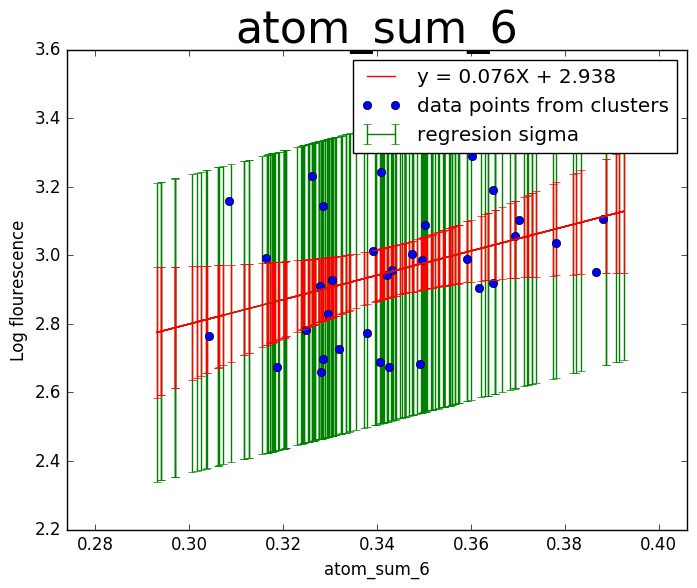 atom_sum_6
3.6
3.4
3.2
3.0
2.8
2.6
2.4
2.2
Log flourescence
y = 0.076X + 2.938
data points from clusters
regresion sigma
0.28 0.30 0.32 0.34 0.36 0.38 0.40
atom_sum_6